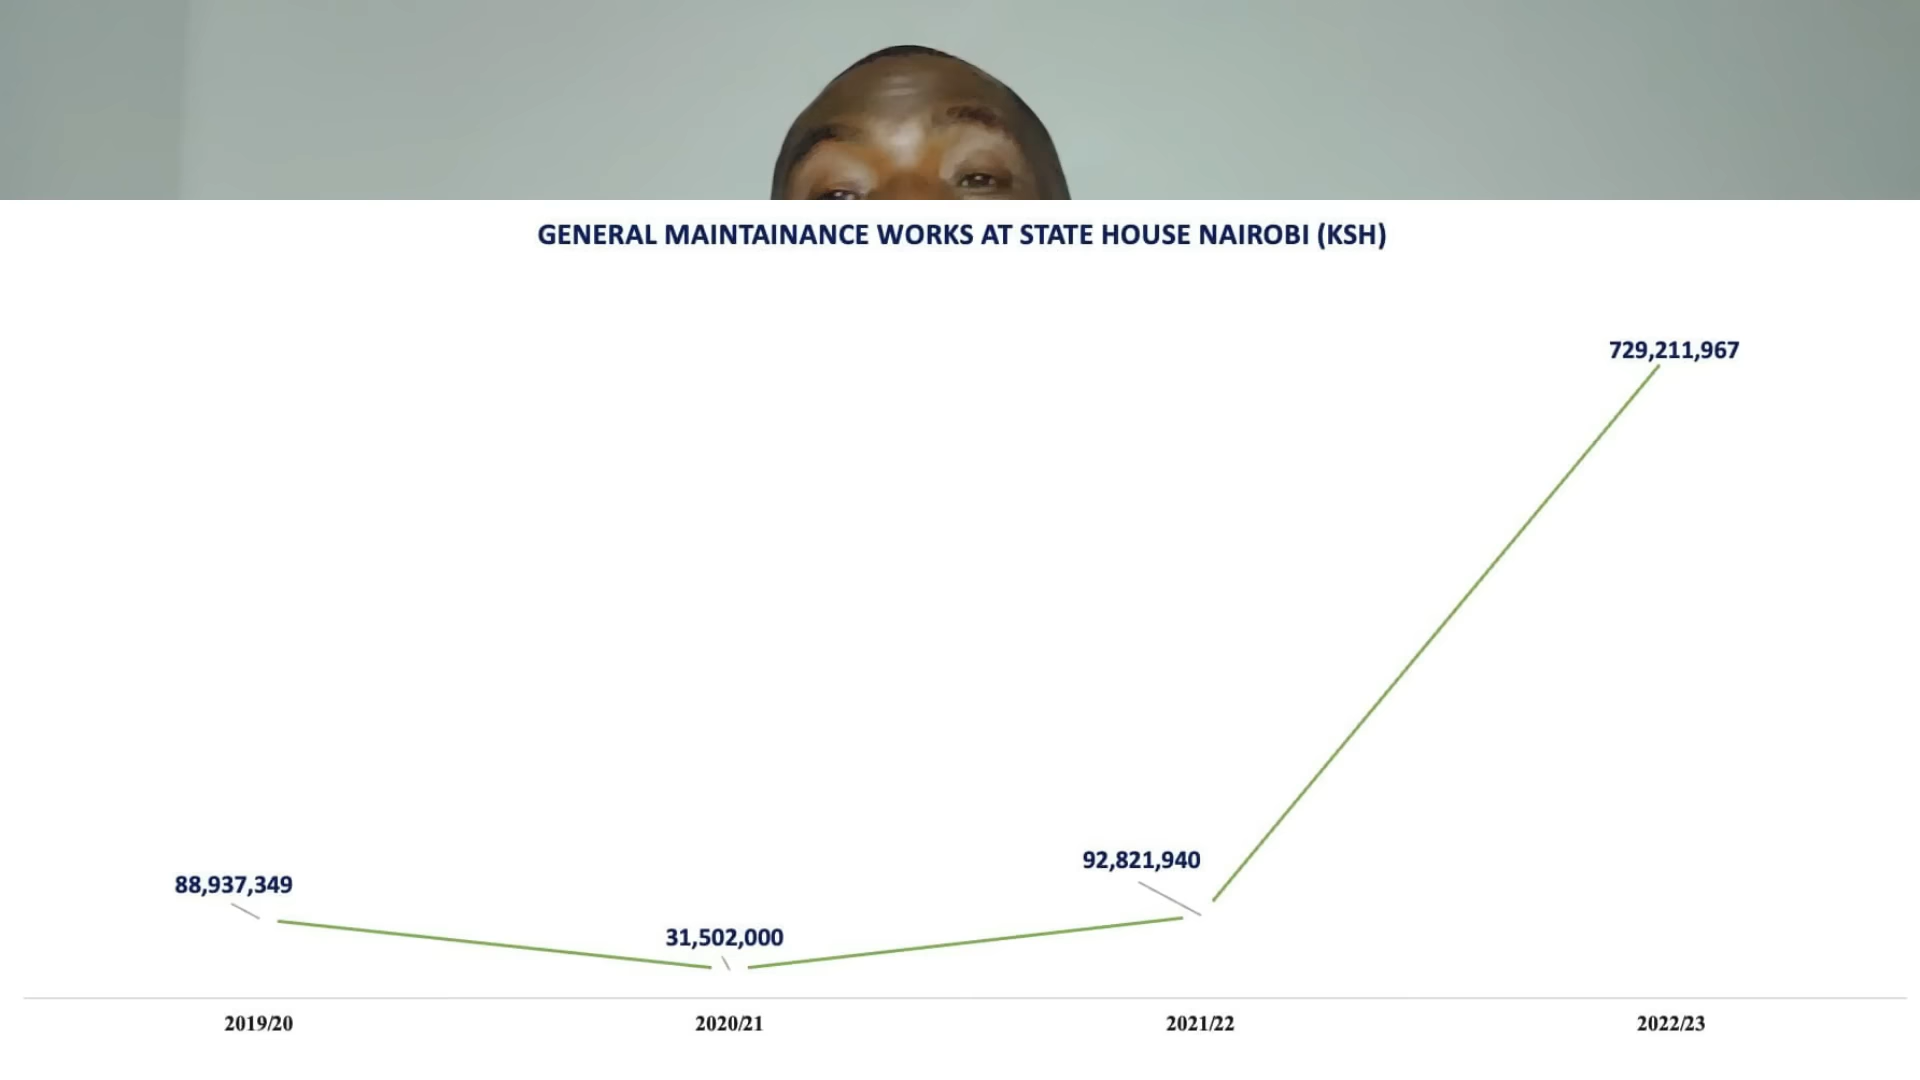 GENERAL MAINTAINANCE WORKS AT STATE HOUSE NAIROBI (KSH)
729,211,967
92,821,940
88,937,349
31,502,000
2019/20 2020/21 2021/22 2022/23